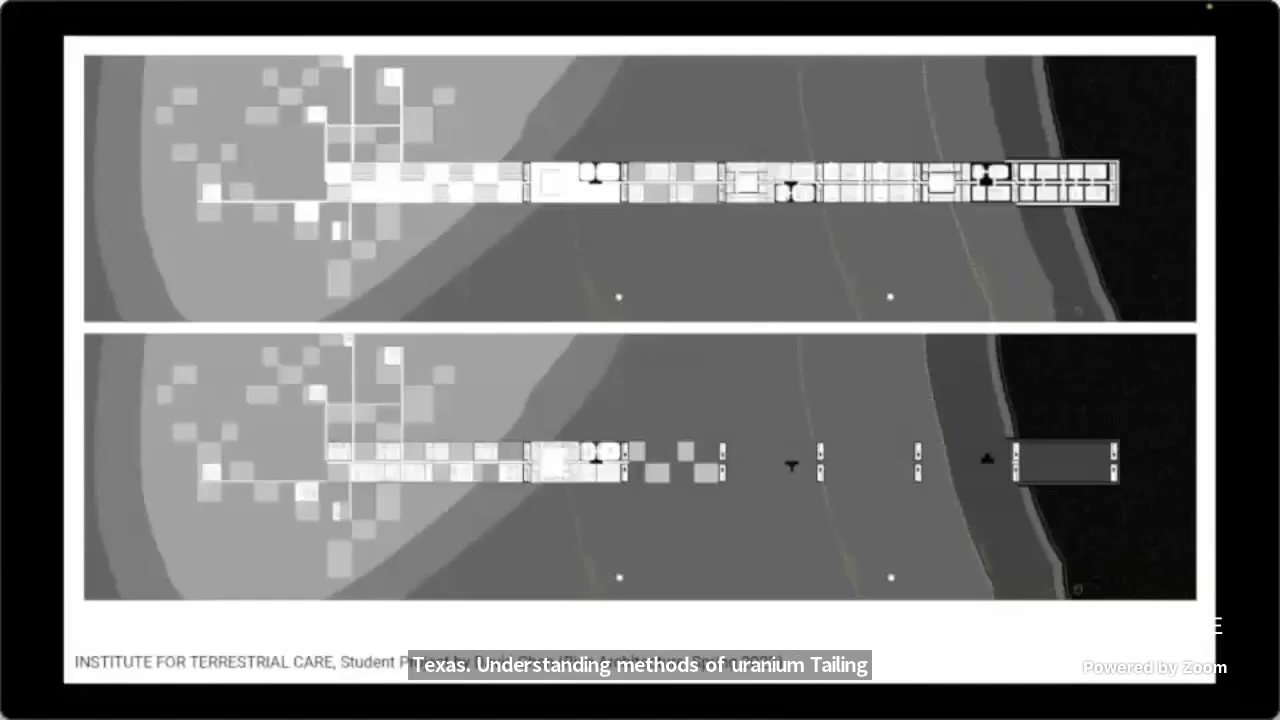 INSTITUTE FOR TERRESTRIAL CARE, Student
Texas. Understanding methods of uranium Tailing
E
Powered by Zoom